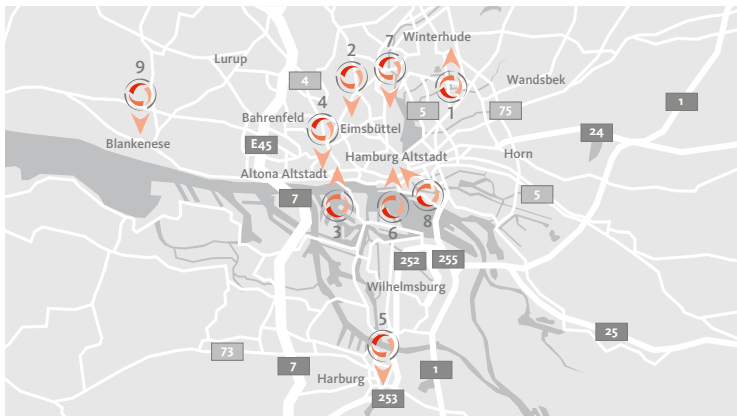 7
Winterhude
2
9
Lurup
4
Wandsbek
1
4
5
75
1
Bahrenfeld
Eimsbüttel
24
Blankenese
E45
Hamburg Altstadt
Horn
Altona Altstadt
7
5
3
6
8
252
255
Wilhelmsburg
5
25
73
7
1
Harburg
253